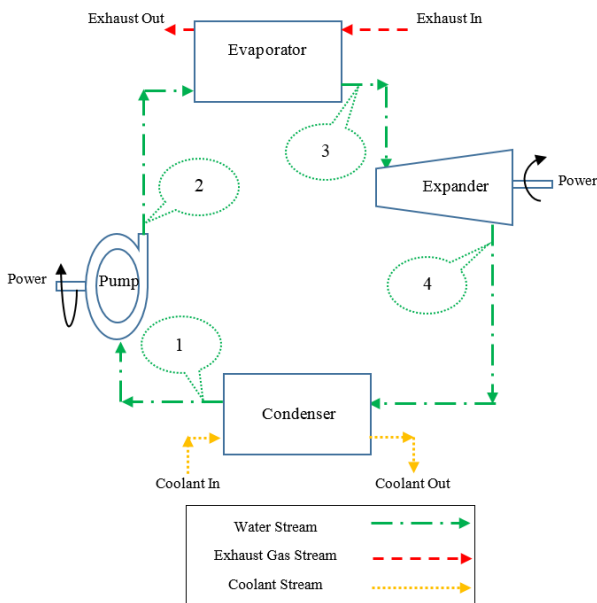 Exhaust Out
Exhaust In
Evaporator
3
2
Expander
Power
Power
Pump
4
1
Condenser
Coolant In
Coolant Out
Water Stream
Exhaust Gas Stream
Coolant Stream